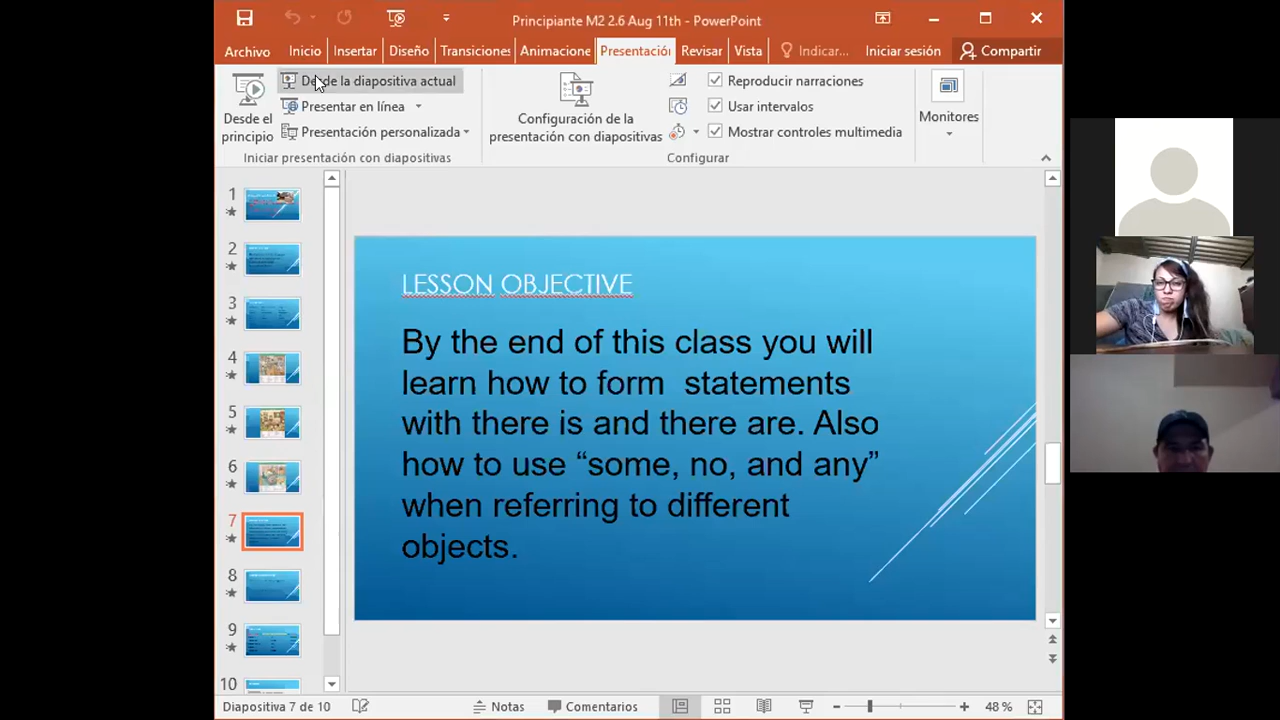 Principiante M2 2.6 Aug 11th - PowerPoint
Archivo Inicio Insertar Diseño Transiciones Animacione Presentación Revisar Vista Indicar... Iniciar sesión Compartir
Desde el principio
Desde la diapositiva actual
Presentar en línea
Presentación personalizada
Iniciar presentación con diapositivas
Configuración de la
presentación con diapositivas
Reproducir narraciones
Usar intervalos
Mostrar controles multimedia
Configurar
Monitores
1
2
3
4
5
6
7
8
9
10
LESSON OBJECTIVE
By the end of this class you will
learn how to form statements
with there is and there are. Also
how to use “some, no, and any”
when referring to different
objects.
Diapositiva 7 de 10 Notas Comentarios 48 %